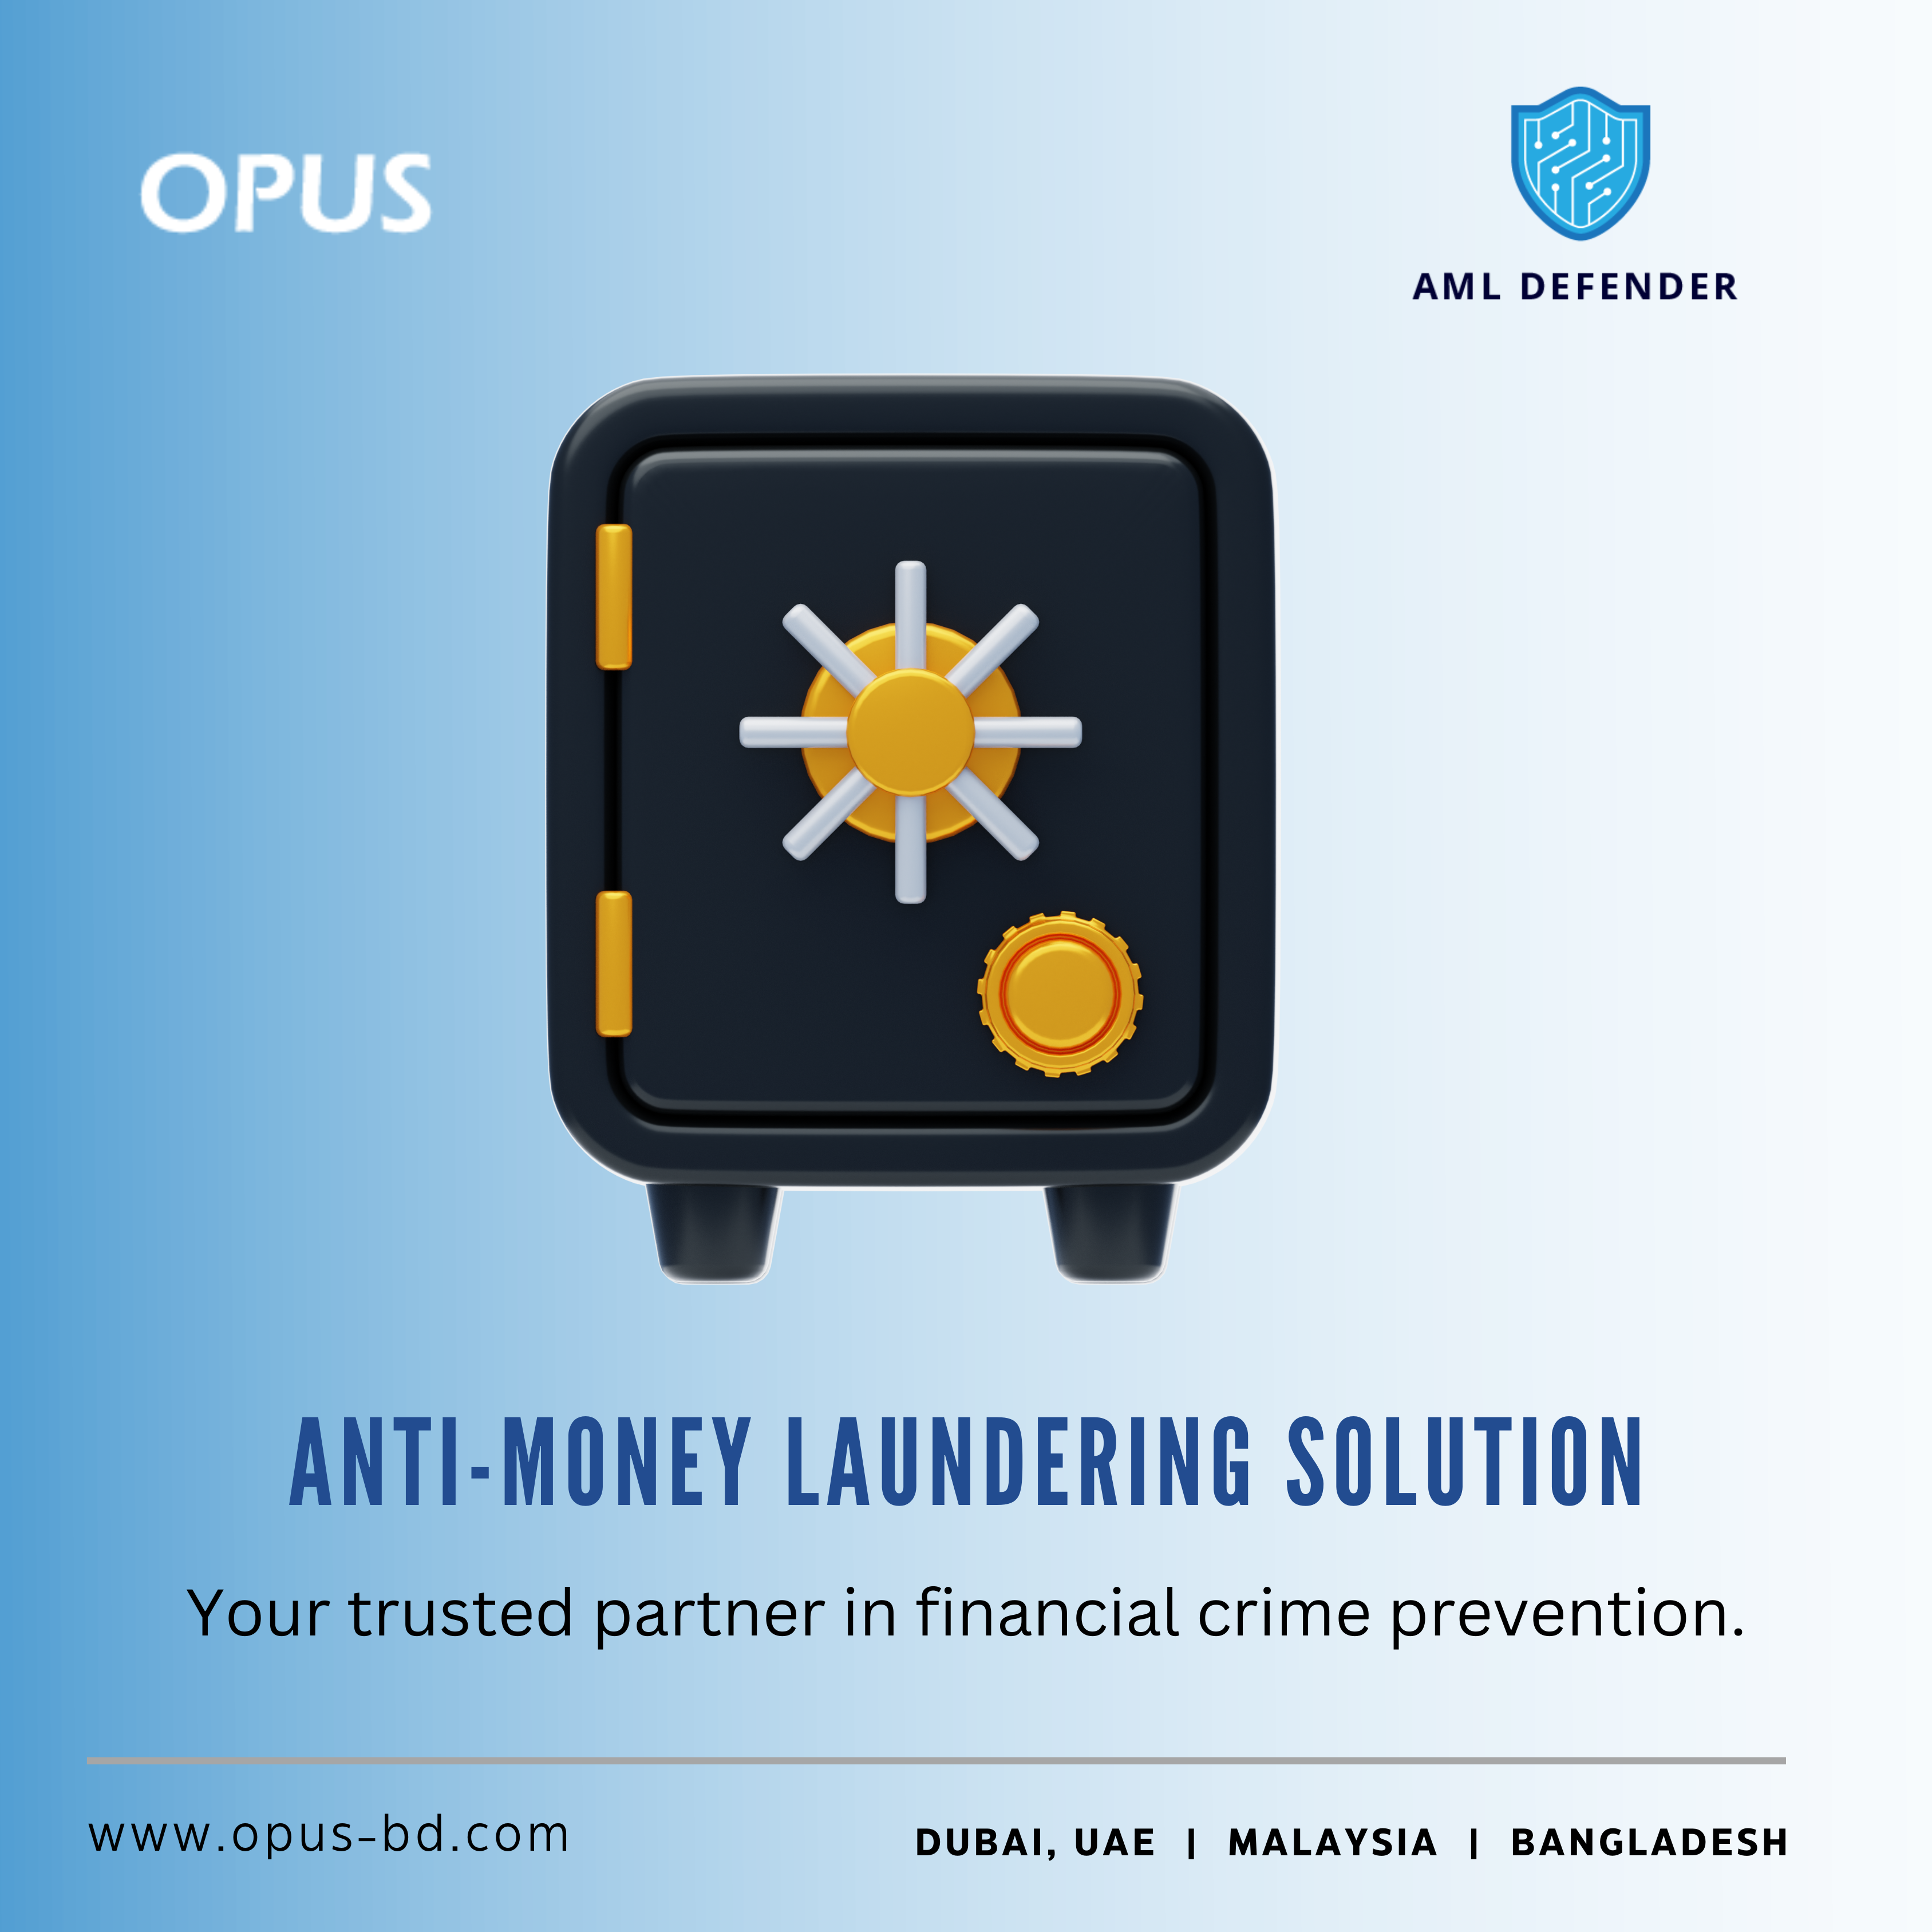 OPUS
AML DEFENDER
ANTI-MONEY LAUNDERING SOLUTION
Your trusted partner in financial crime prevention.
www.opus-bd.com
DUBAI, UAE | MALAYSIA | BANGLADESH